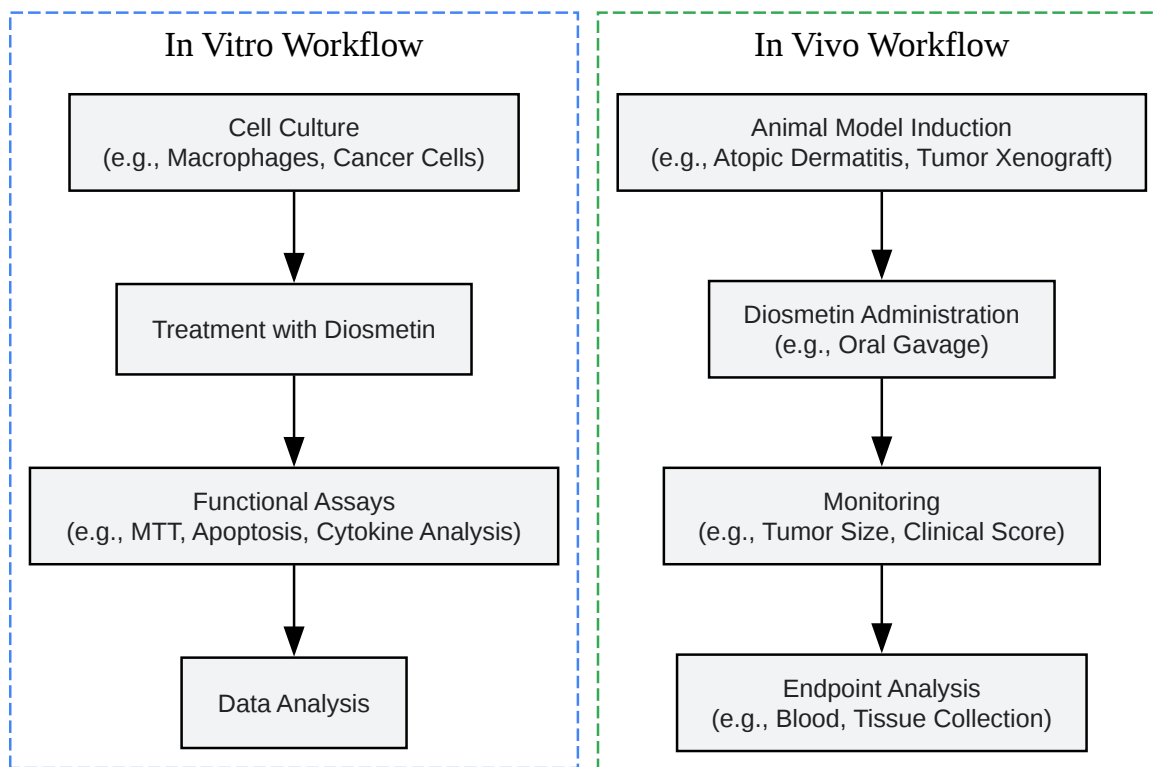 In Vitro Workflow
Cell Culture
(e.g., Macrophages, Cancer Cells)
Treatment with Diosmetin
Functional Assays
(e.g., MTT, Apoptosis, Cytokine Analysis)
Data Analysis
In Vivo Workflow
Animal Model Induction
(e.g., Atopic Dermatitis, Tumor Xenograft)
Diosmetin Administration
(e.g., Oral Gavage)
Monitoring
(e.g., Tumor Size, Clinical Score)
Endpoint Analysis
(e.g., Blood, Tissue Collection)